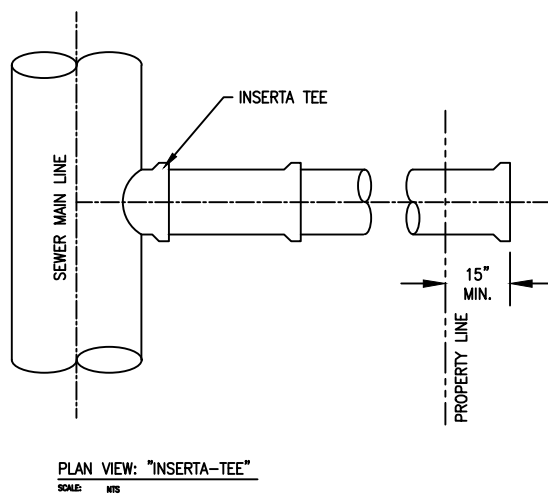 INSERTA TEE
SEWER MAIN LINE
15"
MIN.
PROPERTY LINE
PLAN VIEW: "INSERTA-TEE"
SCALE: NTS